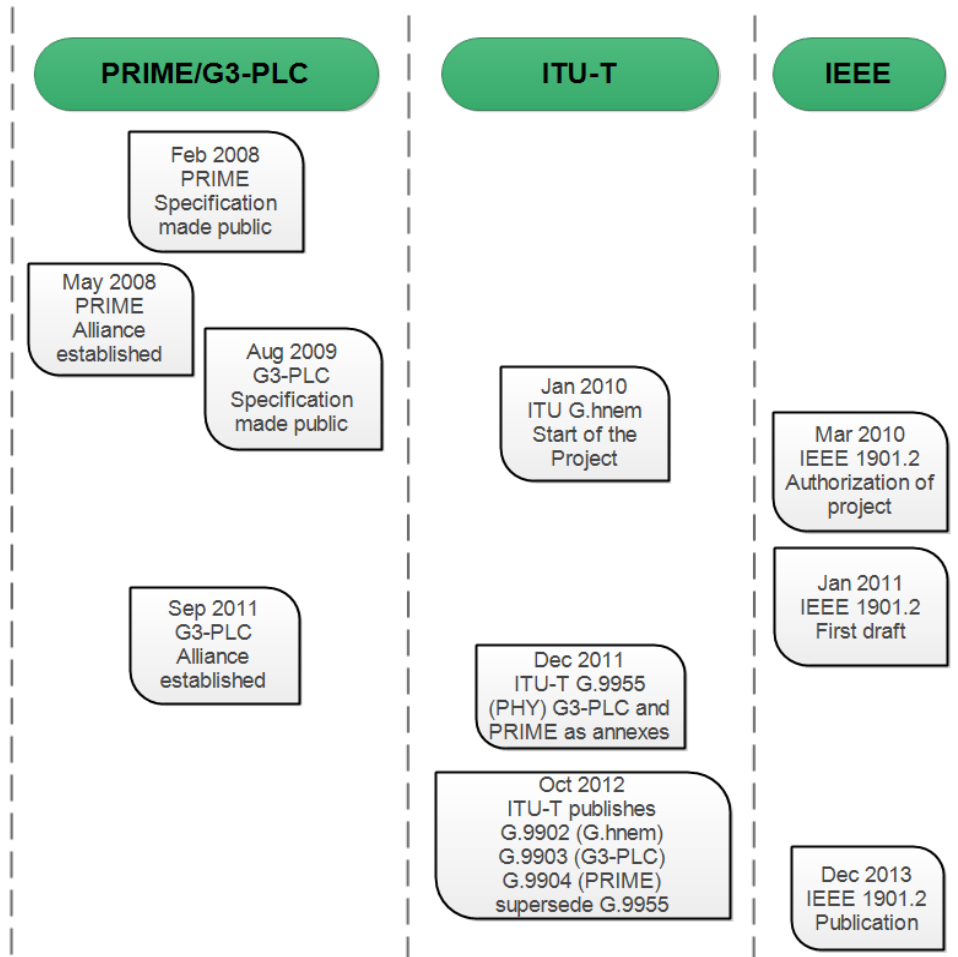 PRIME/G3-PLC
ITU-T
IEEE
Feb 2008
PRIME
Specification
made public
May 2008
PRIME
Alliance
established
Aug 2009
G3-PLC
Specification
made public
Jan 2010
ITU G.hnem
Start of the
Project
Mar 2010
IEEE 1901.2
Authorization of
project
Jan 2011
IEEE 1901.2
First draft
Sep 2011
G3-PLC
Alliance
established
Dec 2011
ITU-T G.9955
(PHY) G3-PLC and
PRIME as annexes
Oct 2012
ITU-T publishes
G.9902 (G.hnem)
G.9903 (G3-PLC)
G.9904 (PRIME)
supersede G.9955
Dec 2013
IEEE 1901.2
Publication